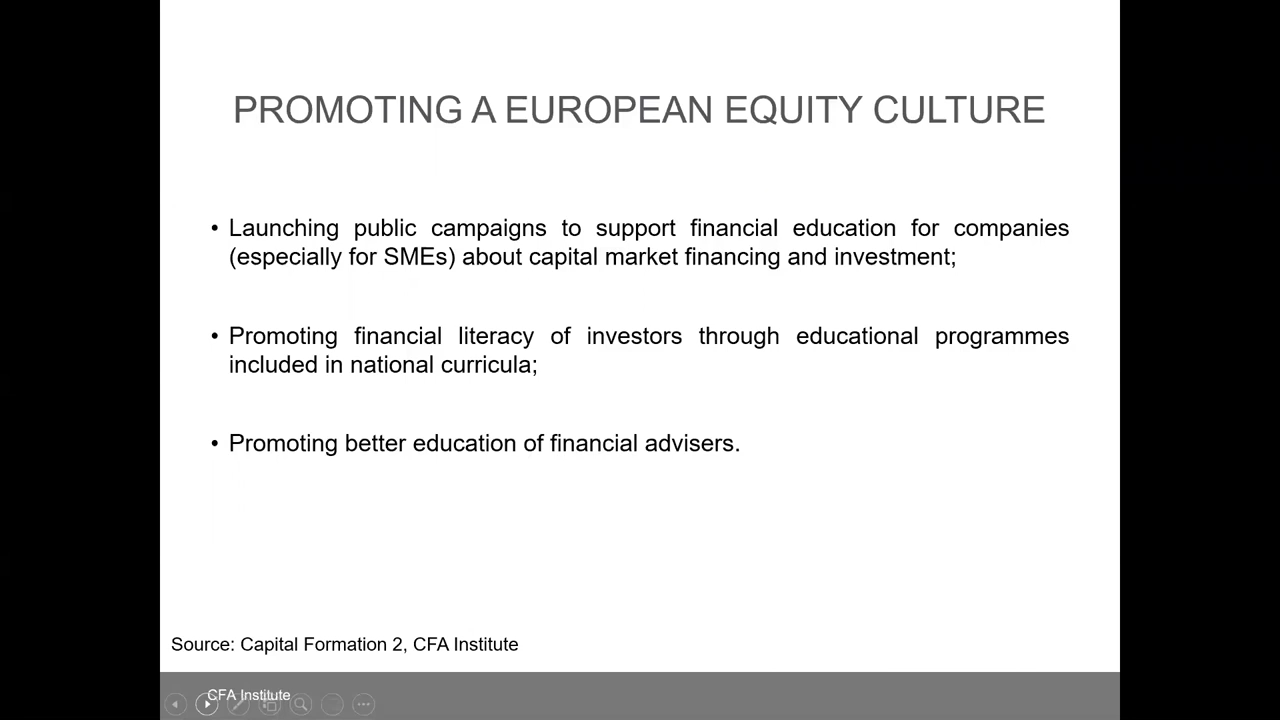 PROMOTING A EUROPEAN EQUITY CULTURE
• Launching public campaigns to support financial education for companies
(especially for SMEs) about capital market financing and investment;
• Promoting financial literacy of investors through educational programmes
included in national curricula;
• Promoting better education of financial advisers.
Source: Capital Formation 2, CFA Institute
CFA Institute